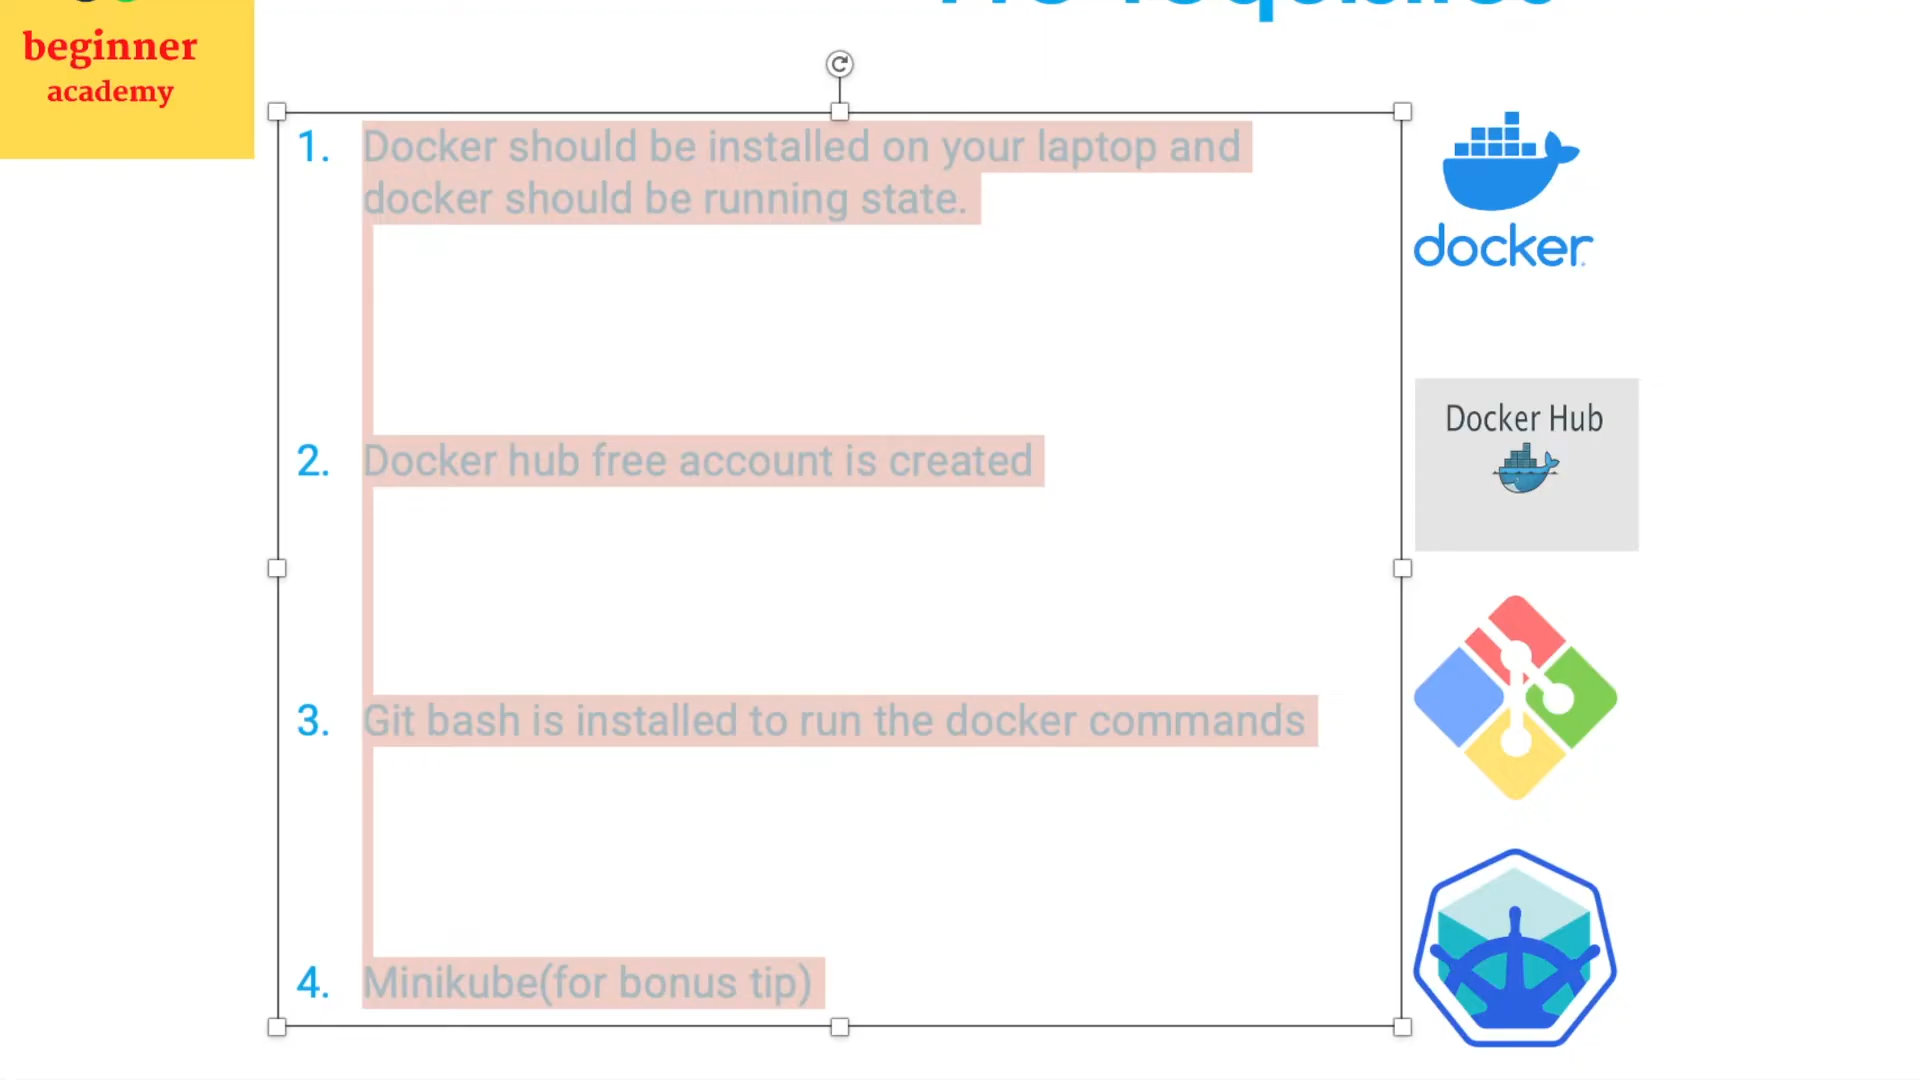 beginner
academy
1. Docker should be installed on your laptop and
docker should be running state.
docker
2. Docker hub free account is created
Docker Hub
3. Git bash is installed to run the docker commands
4. Minikube(for bonus tip)